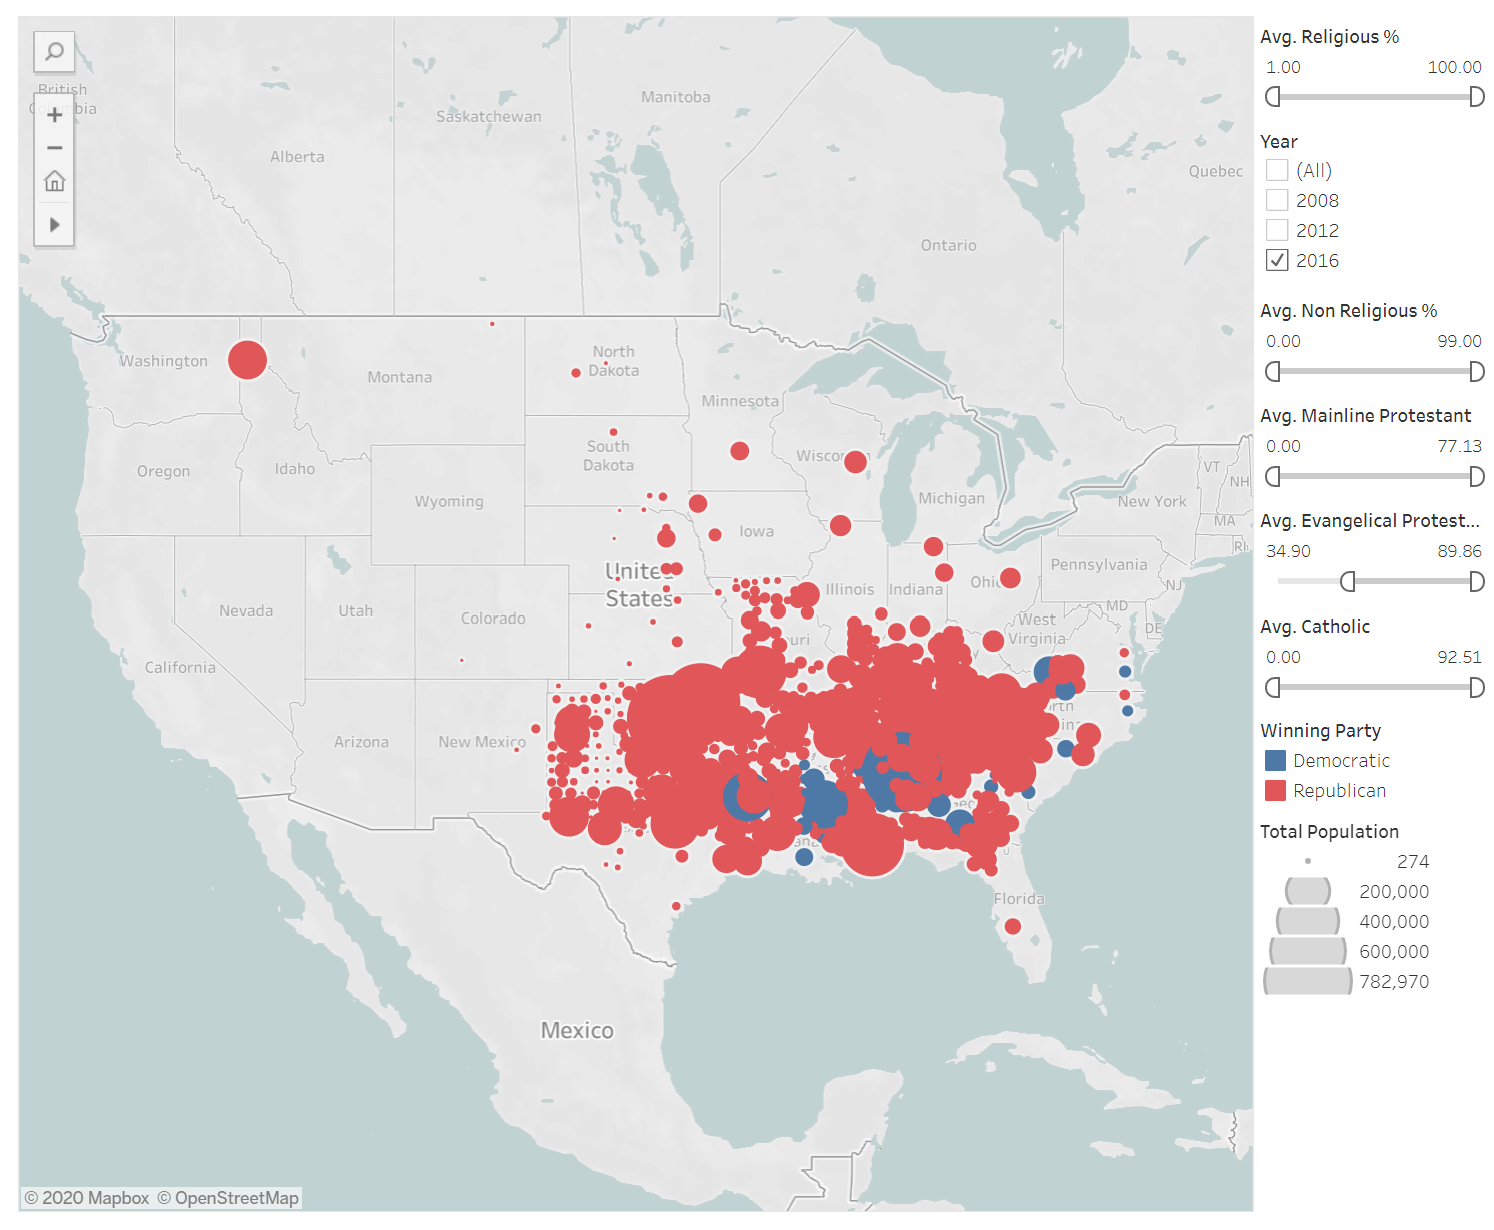 British
Columbia
Alberta
Saskatchewan
Manitoba
Ontario
Quebec
Washington
Montana
North
Dakota
Minnesota
Oregon
Idaho
South
Dakota
Wyoming
Michigan
New York
VT
NH
MA
Iowa
Pennsylvania
NJ
United
States
Nevada
Utah
Colorado
Illinois
Indiana
MD
DE
West
Virginia
California
Arizona
New Mexico
Florida
Mexico
© 2020 Mapbox © OpenStreetMap
Avg. Religious %
1.00 100.00
Year
(All)
2008
2012
2016
Avg. Non Religious %
0.00 99.00
Avg. Mainline Protestant
0.00 77.13
Avg. Evangelical Protest...
34.90 89.86
Avg. Catholic
0.00 92.51
Winning Party
Democratic
Republican
Total Population
274
200,000
400,000
600,000
782,970